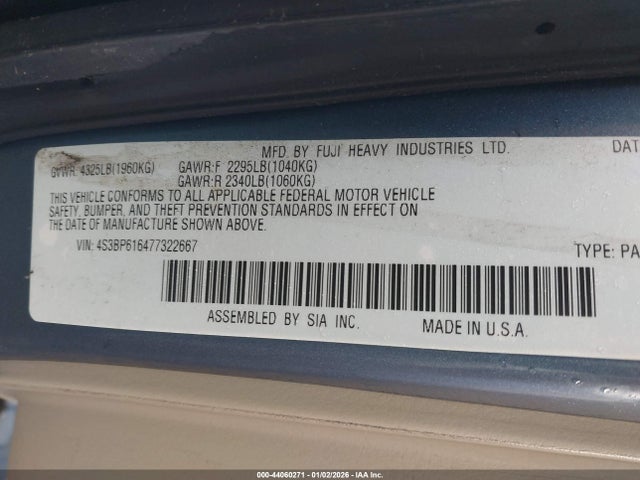 MFD. BY FUJI HEAVY INDUSTRIES LTD. DAT
GVWR: 4325LB(1960KG) GAWR:F 2295LB(1040KG)
GAWR:R 2340LB(1060KG)
THIS VEHICLE CONFORMS TO ALL APPLICABLE FEDERAL MOTOR VEHICLE
SAFETY, BUMPER, AND THEFT PREVENTION STANDARDS IN EFFECT ON
THE DATE OF MANUFACTURE SHOWN ABOVE.
VIN: 4S3BP616477322667 TYPE: PA
ASSEMBLED BY SIA INC. MADE IN U.S.A.
000-44060271 - 01/02/2026 - IAA Inc.